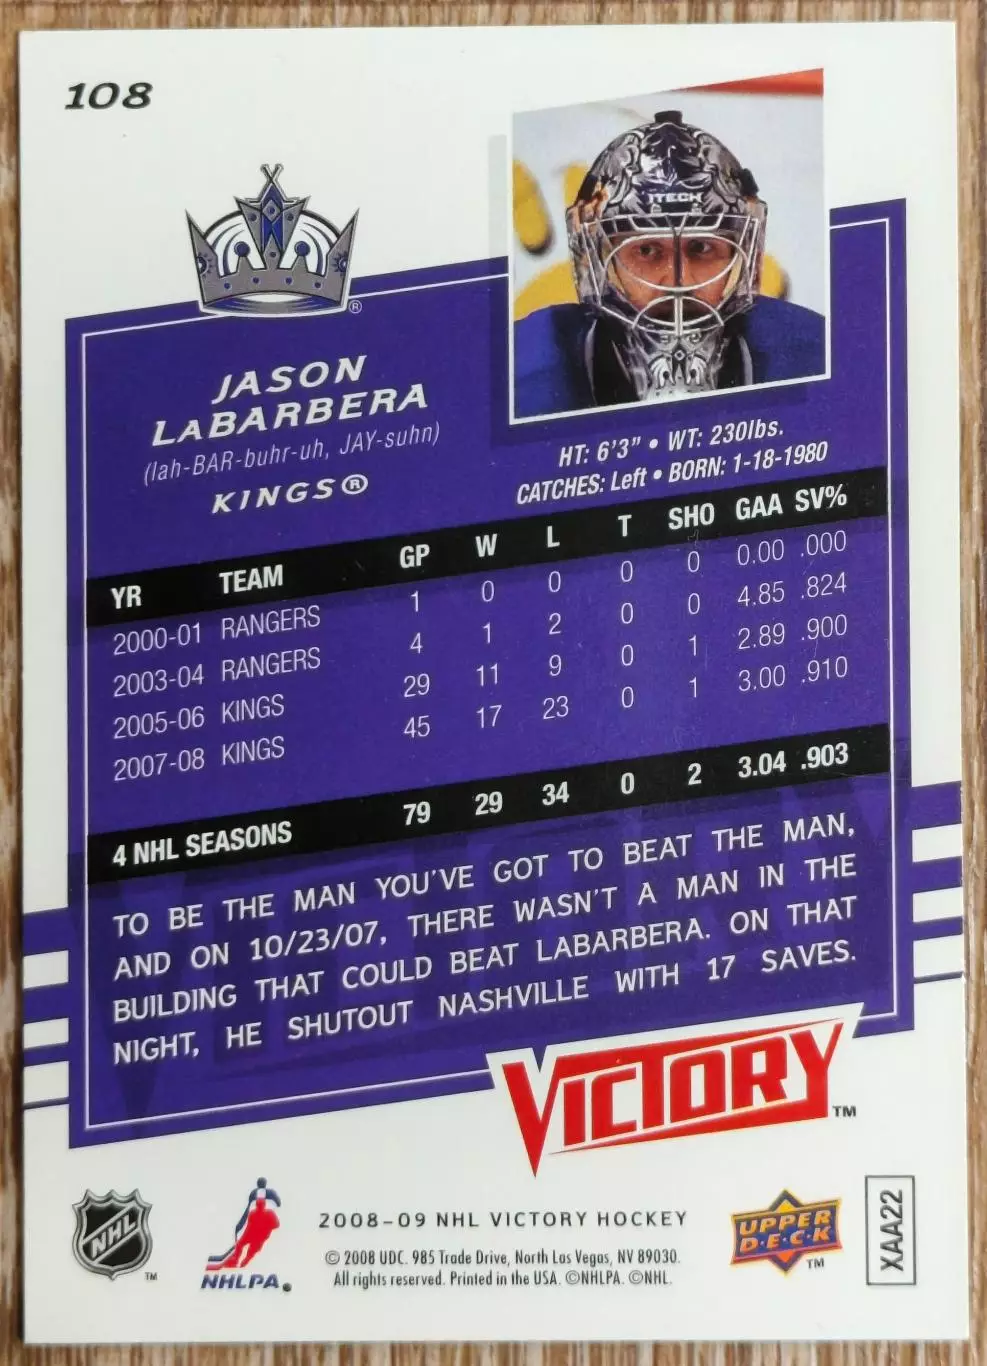 108
ITECH
JASON
LABARBERA
(lah-BAR-buhr-uh, JAY-suhn)
KINGS®
HT: 6'3" • WT: 230lbs.
CATCHES: Left • BORN: 1-18-1980
YR TEAM GP W L T SHO GAA SV%
2000-01 RANGERS 1 0 0 0 0 0.00 .000
2003-04 RANGERS 4 1 2 0 0 4.85 .824
2005-06 KINGS 29 11 9 0 1 2.89 .900
2007-08 KINGS 45 17 23 0 1 3.00 .910
4 NHL SEASONS 79 29 34 0 2 3.04 .903
TO BE THE MAN YOU'VE GOT TO BEAT THE MAN,
AND ON 10/23/07, THERE WASN'T A MAN IN THE
BUILDING THAT COULD BEAT LABARBERA. ON THAT
NIGHT, HE SHUTOUT NASHVILLE WITH 17 SAVES.
VICTORY™
NHL™
NHLPA®
2008-09 NHL VICTORY HOCKEY
© 2008 UDC. 985 Trade Drive, North Las Vegas, NV 89030.
All rights reserved. Printed in the USA. ©NHLPA. ©NHL.
UPPER
D·E·C·K™
XAA22